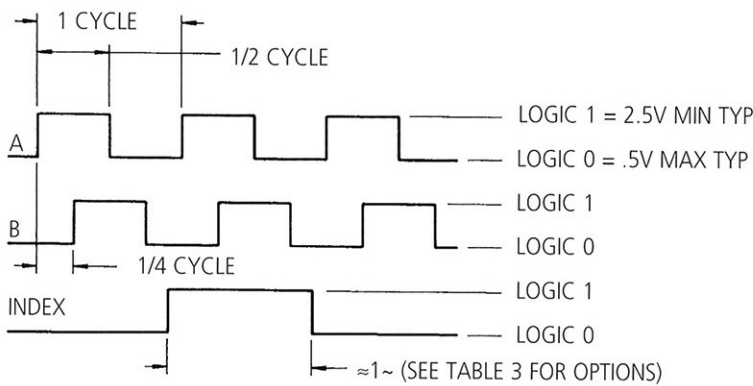 1 CYCLE
1/2 CYCLE
A
LOGIC 1 = 2.5V MIN TYP
LOGIC 0 = .5V MAX TYP
B
LOGIC 1
LOGIC 0
1/4 CYCLE
INDEX
LOGIC 1
LOGIC 0
≈1~ (SEE TABLE 3 FOR OPTIONS)